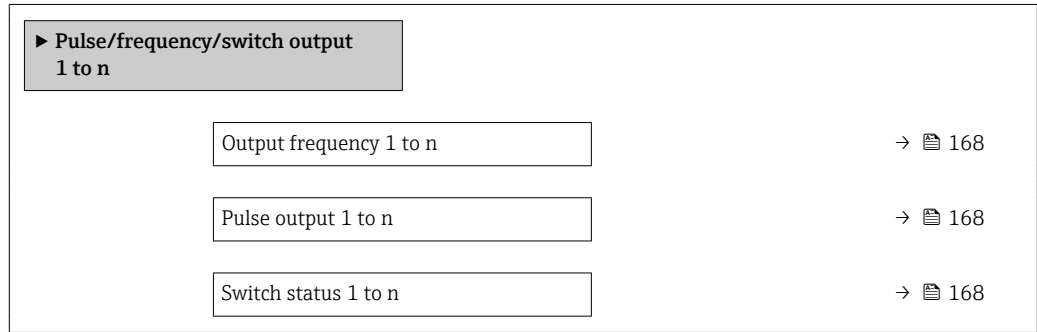 ▶ Pulse/frequency/switch output
1 to n
Output frequency 1 to n → 168
Pulse output 1 to n → 168
Switch status 1 to n → 168